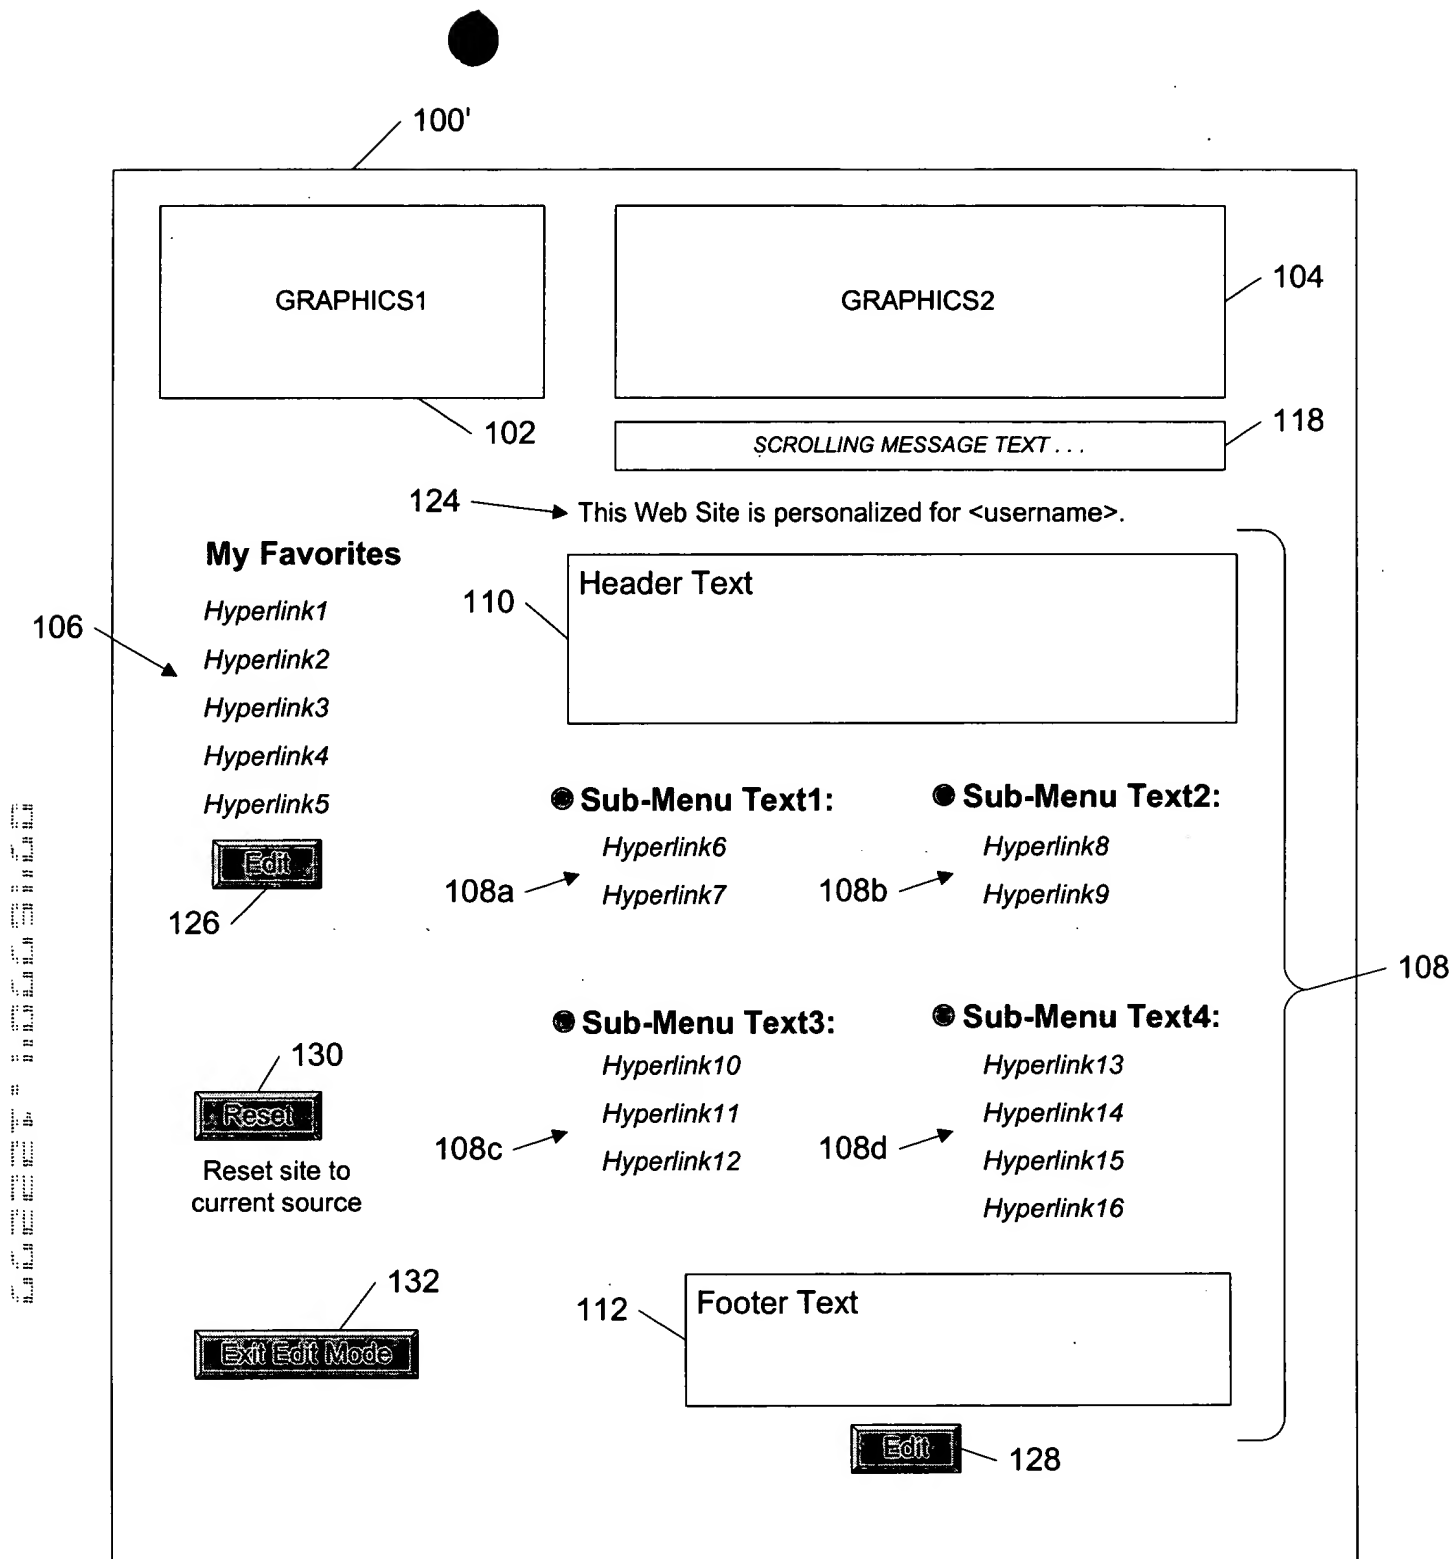 100'
GRAPHICS1
GRAPHICS2
104
102
118
SCROLLING MESSAGE TEXT . . .
124
This Web Site is personalized for <username>.
My Favorites
Header Text
110
106
Hyperlink1
Hyperlink2
Hyperlink3
Hyperlink4
Hyperlink5
Edit
126
Sub-Menu Text1:
Hyperlink6
Hyperlink7
108a
Sub-Menu Text2:
Hyperlink8
Hyperlink9
108b
108
Sub-Menu Text3:
Hyperlink10
Hyperlink11
Hyperlink12
108c
Sub-Menu Text4:
Hyperlink13
Hyperlink14
Hyperlink15
Hyperlink16
108d
130
Reset
Reset site to
current source
132
Exit Edit Mode
112
Footer Text
Edit
128